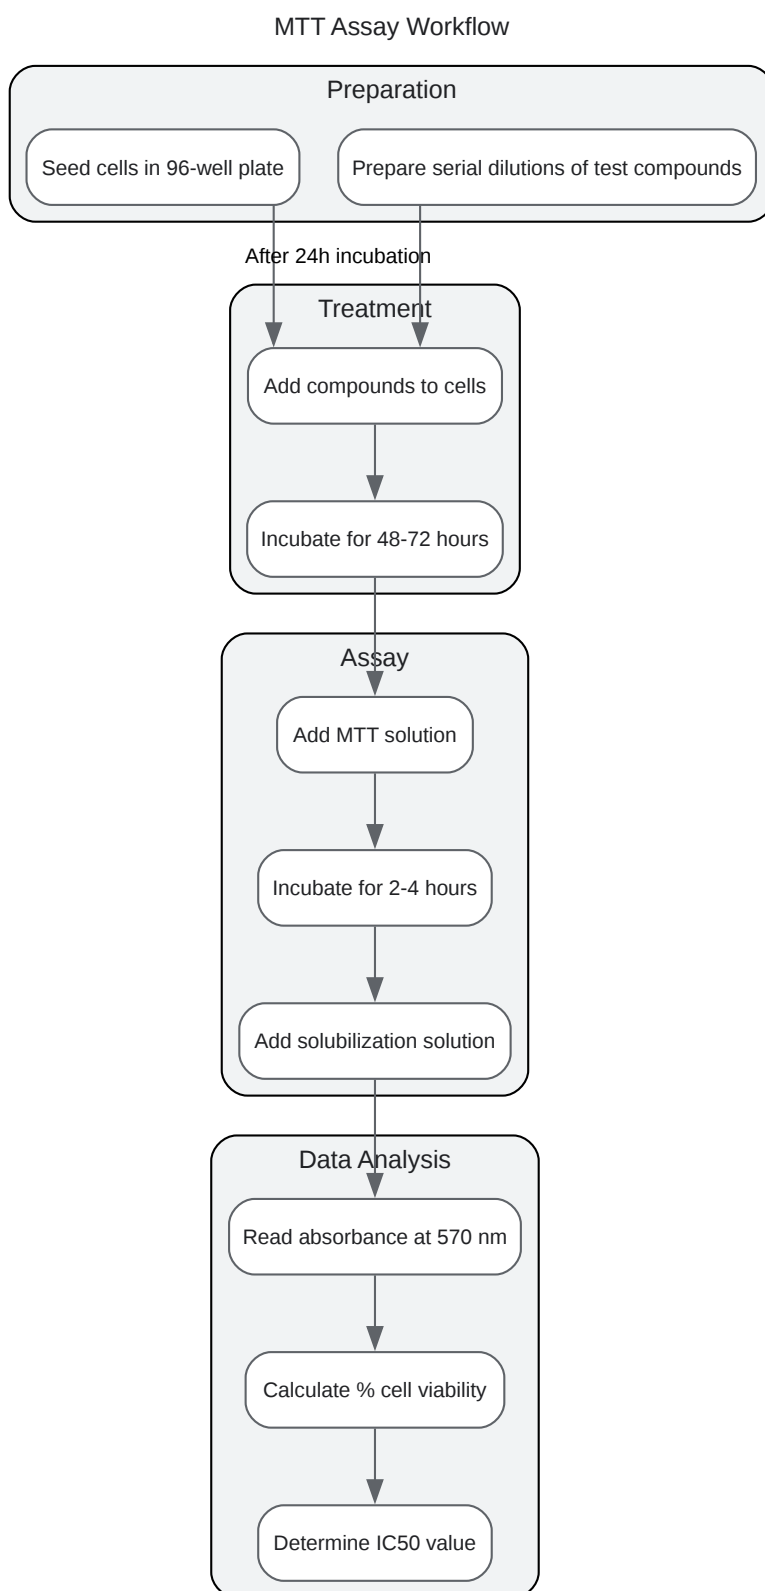 MTT Assay Workflow
Preparation
Seed cells in 96-well plate
Prepare serial dilutions of test compounds
After 24h incubation
Treatment
Add compounds to cells
Incubate for 48-72 hours
Assay
Add MTT solution
Incubate for 2-4 hours
Add solubilization solution
Data Analysis
Read absorbance at 570 nm
Calculate % cell viability
Determine IC50 value